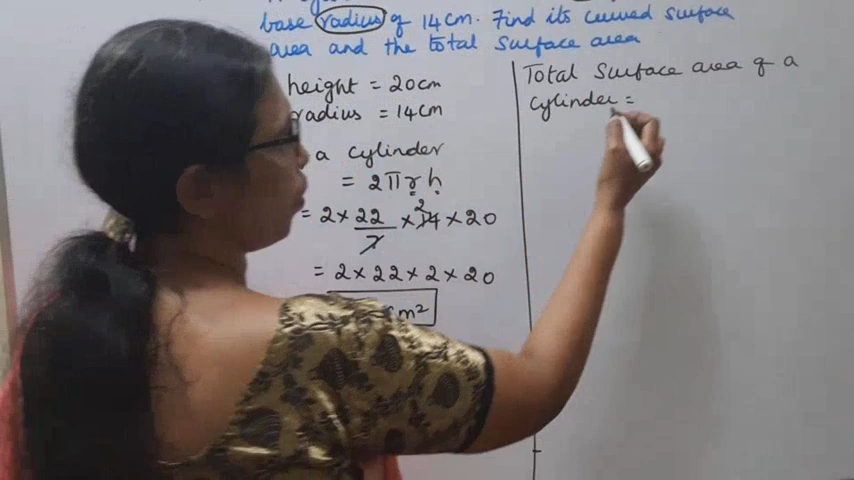 base radius of 14cm. Find its curved surface
area and the total surface area
height = 20cm
radius = 14cm
a cylinder
= 2πrh
= 2 × 22/7 × 14 2 × 20
= 2 × 22 × 2 × 20
cm²
Total Surface area of a
cylinder =